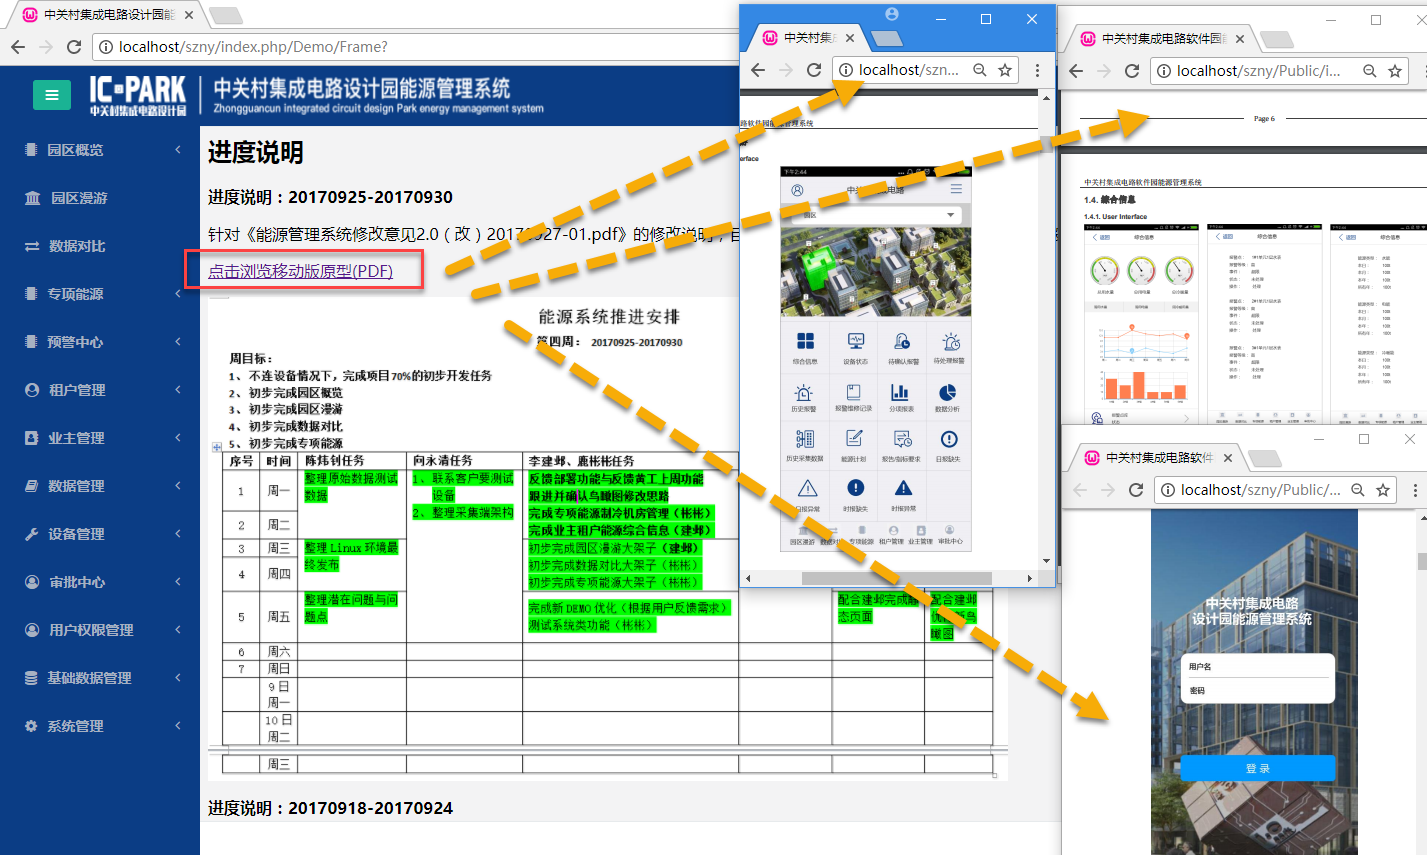 中关村集成电路设计园能
localhost/szny/index.php/Demo/Frame?
IC-PARK
中关村集成电路设计园
中关村集成电路设计园能源管理系统
Zhongguancun integrated circuit design Park energy management system
园区概览
园区漫游
数据对比
专项能源
预警中心
租户管理
业主管理
数据管理
设备管理
审批中心
用户权限管理
基础数据管理
系统管理
进度说明
进度说明：20170925-20170930
针对《能源管理系统修改意见2.0（改）20170927-01.pdf》的修改说明，
点击浏览移动版原型(PDF)
能源系统推进安排
第四周： 20170925-20170930
周目标：
1、 不连设备情况下，完成项目70%的初步开发任务
2、 初步完成园区概览
3、 初步完成园区漫游
4、 初步完成数据对比
5、 初步完成专项能源
序号 时间 陈炜钊任务 向永清任务 李建邺、鹿彬彬任务
1 周一 整理原始数据测试数据
1、联系客户要测试设备
2、整理采集端架构
反馈部署功能与反馈黄工上周功能
跟进并确认鸟瞰图修改思路
完成专项能源制冷机房管理（彬彬）
2 周二
完成业主租户能源综合信息（建邺）
3 周三 整理 Linux 环境最终发布
初步完成园区漫游大架子（建邺）
4 周四
初步完成数据对比大架子（彬彬）
初步完成专项能源大架子（彬彬）
5 周五 整理潜在问题与问题点
完成新 DEMO 优化（根据用户反馈需求）
测试系统类功能（彬彬）
6 周六
7 周日
9 日
周一
10 日
周二
周三
进度说明：20170918-20170924
中关村集成
localhost/szn...
路软件园能源管理系统
erface
下午2:44
中关村集成电路
园区
综合信息 设备状态 待确认报警 待处理报警
历史报警 报警维修记录 分项报表 数据分析
历史采集数据 能源计划 报告/指标要求 日报缺失
日报异常 时报缺失 时报异常
园区漫游 数据对比 专项能源 租户管理 业主管理 审批中心
中关村集成电路软件园
localhost/szny/Public/i...
Page 6
中关村集成电路软件园能源管理系统
1.4. 综合信息
1.4.1. User Interface
返回 综合信息
返回 综合信息
综合信息
中关村集成电路软件
localhost/szny/Public/...
中关村集成电路
设计园能源管理系统
用户名
密码
登 录